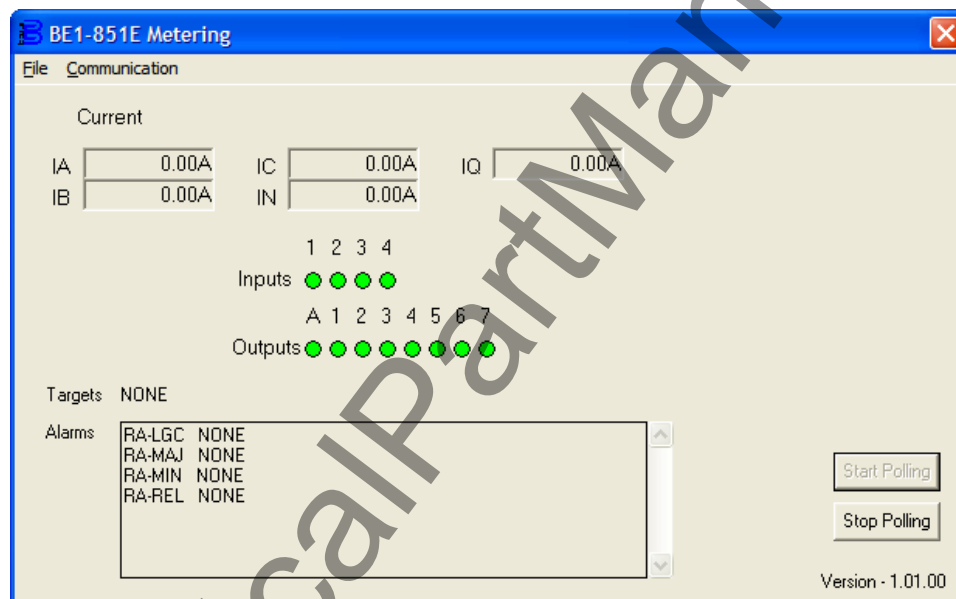 BE1-851E Metering
File Communication
Current
IA 0.00A IC 0.00A IQ 0.00A
IB 0.00A IN 0.00A
1 2 3 4
Inputs
A 1 2 3 4 5 6 7
Outputs
Targets NONE
Alarms RA-LGC NONE
RA-MAJ NONE
RA-MIN NONE
RA-REL NONE
Start Polling
Stop Polling
Version - 1.01.00
calPartMan